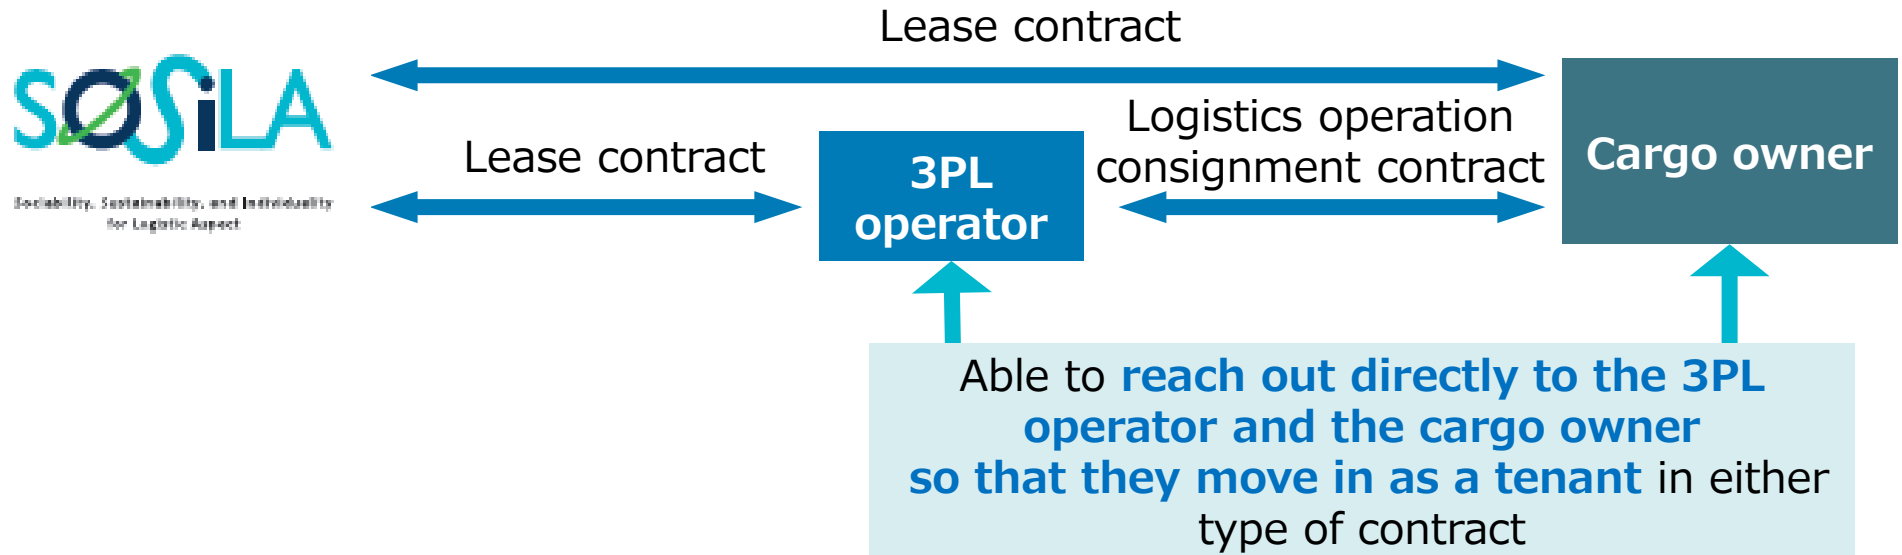 Lease contract
SOSiLA
Sociability, Sustainability, and Individuality
for Logistic Aspect
Lease contract
3PL
operator
Logistics operation
consignment contract
Cargo owner
Able to reach out directly to the 3PL
operator and the cargo owner
so that they move in as a tenant in either
type of contract